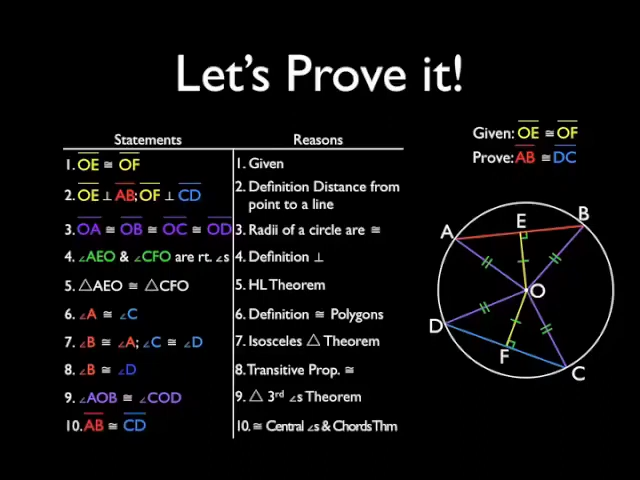 Let's Prove it!
Given: OE ≅ OF
Prove: AB ≅ DC
Statements Reasons
1. OE ≅ OF 1. Given
2. OE ⊥ AB; OF ⊥ CD 2. Definition Distance from
point to a line
3. OA ≅ OB ≅ OC ≅ OD 3. Radii of a circle are ≅
4. ∠AEO & ∠CFO are rt. ∠s 4. Definition ⊥
5. △AEO ≅ △CFO 5. HL Theorem
6. ∠A ≅ ∠C 6. Definition ≅ Polygons
7. ∠B ≅ ∠A; ∠C ≅ ∠D 7. Isosceles △ Theorem
8. ∠B ≅ ∠D 8. Transitive Prop. ≅
9. ∠AOB ≅ ∠COD 9. △ 3rd ∠s Theorem
10. AB ≅ CD 10. ≅ Central ∠s & Chords Thm
B
E
A
O
D
F
C